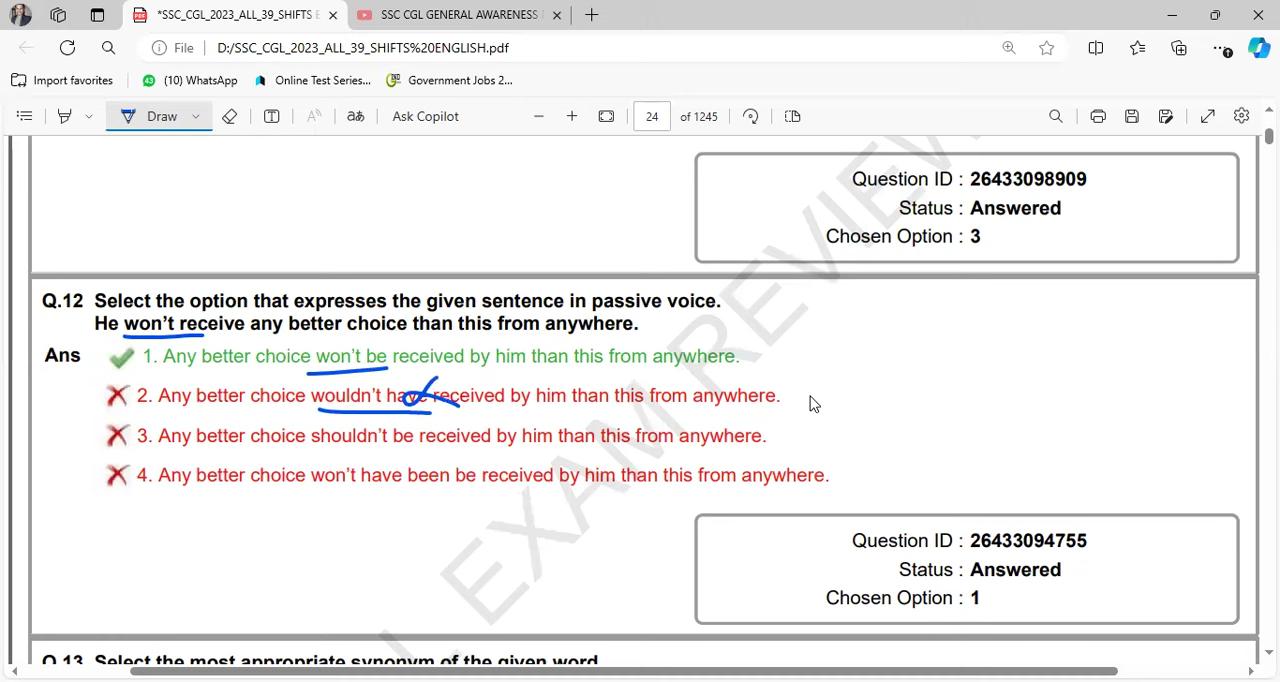 *SSC_CGL_2023_ALL_39_SHIFTS E
SSC CGL GENERAL AWARENESS
File D:/SSC_CGL_2023_ALL_39_SHIFTS%20ENGLISH.pdf
Import favorites 43 (10) WhatsApp Online Test Series... Government Jobs 2...
Draw aあ Ask Copilot 24 of 1245
Question ID : 26433098909
Status : Answered
Chosen Option : 3
Q.12 Select the option that expresses the given sentence in passive voice.
He won't receive any better choice than this from anywhere.
Ans 1. Any better choice won't be received by him than this from anywhere.
2. Any better choice wouldn't have received by him than this from anywhere.
3. Any better choice shouldn't be received by him than this from anywhere.
4. Any better choice won't have been be received by him than this from anywhere.
Question ID : 26433094755
Status : Answered
Chosen Option : 1
Q.13 Select the most appropriate synonym of the given word
L EXAM REVIEW